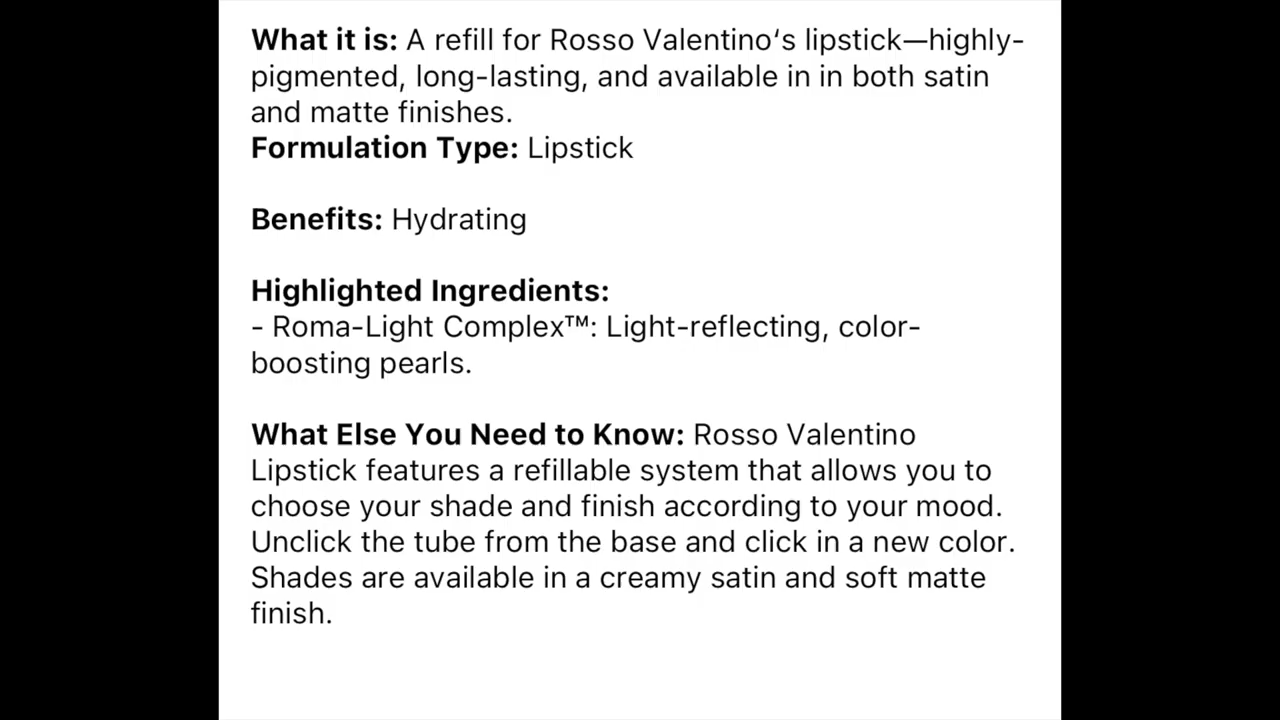 What it is: A refill for Rosso Valentino‘s lipstick—highly-
pigmented, long-lasting, and available in in both satin
and matte finishes.
Formulation Type: Lipstick
Benefits: Hydrating
Highlighted Ingredients:
- Roma-Light Complex™: Light-reflecting, color-
boosting pearls.
What Else You Need to Know: Rosso Valentino
Lipstick features a refillable system that allows you to
choose your shade and finish according to your mood.
Unclick the tube from the base and click in a new color.
Shades are available in a creamy satin and soft matte
finish.